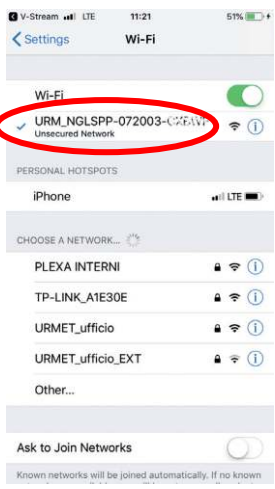 V-Stream LTE 11:21 51%
Settings Wi-Fi
Wi-Fi
URM_NGLSPP-072003-
Unsecured Network
PERSONAL HOTSPOTS
iPhone LTE
CHOOSE A NETWORK...
PLEXA INTERNI
TP-LINK_A1E30E
URMET_ufficio
URMET_ufficio_EXT
Other...
Ask to Join Networks
Known networks will be joined automatically. If no known